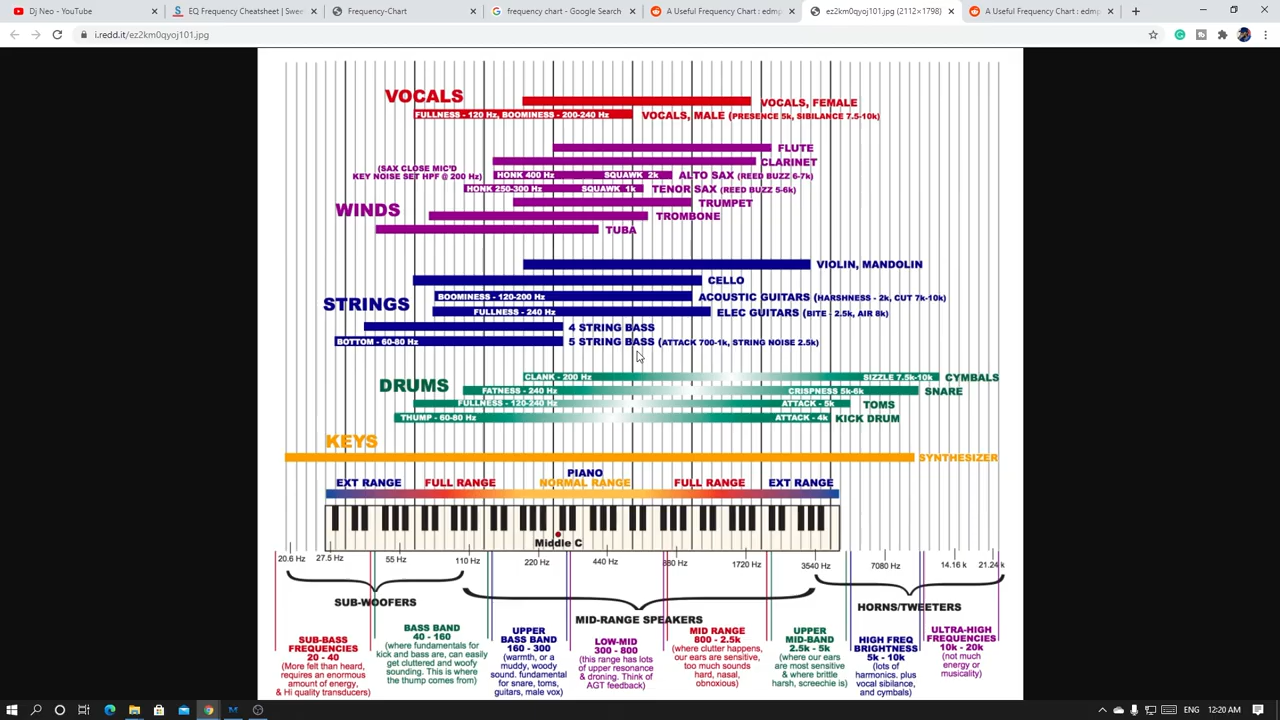 Dj Neo - YouTube
EQ Frequency Cheatsheet | Swee
Frequency-Chart
frequency chart - Google Search
A Useful Frequency Chart : edmp
ez2km0qyoj101.jpg (2112×1798)
A Useful Frequency Chart : edmp
i.redd.it/ez2km0qyoj101.jpg
VOCALS
VOCALS, FEMALE
FULLNESS - 120 Hz, BOOMINESS - 200-240 Hz
VOCALS, MALE (PRESENCE 5k, SIBILANCE 7.5-10k)
FLUTE
CLARINET
(SAX CLOSE MIC'D
KEY NOISE SET HPF @ 200 Hz)
HONK 400 Hz SQUAWK 2k ALTO SAX (REED BUZZ 6-7k)
HONK 250-300 Hz SQUAWK 1k TENOR SAX (REED BUZZ 5-6k)
TRUMPET
WINDS
TROMBONE
TUBA
VIOLIN, MANDOLIN
CELLO
STRINGS
BOOMINESS - 120-200 Hz ACOUSTIC GUITARS (HARSHNESS - 2k, CUT 7k-10k)
FULLNESS - 240 Hz ELEC GUITARS (BITE - 2.5k, AIR 8k)
4 STRING BASS
BOTTOM - 60-80 Hz 5 STRING BASS (ATTACK 700-1k, STRING NOISE 2.5k)
CLANK - 200 Hz SIZZLE 7.5k-10k CYMBALS
DRUMS
FATNESS - 240 Hz CRISPNESS 5k-6k SNARE
FULLNESS - 120-240 Hz ATTACK - 5k TOMS
THUMP - 60-80 Hz ATTACK - 4k KICK DRUM
KEYS
SYNTHESIZER
PIANO
EXT RANGE FULL RANGE NORMAL RANGE FULL RANGE EXT RANGE
Middle C
20.6 Hz 27.5 Hz 55 Hz 110 Hz 220 Hz 440 Hz 880 Hz 1720 Hz 3540 Hz 7080 Hz 14.16 k 21.24 k
SUB-WOOFERS
MID-RANGE SPEAKERS
HORNS/TWEETERS
SUB-BASS
FREQUENCIES
20 - 40
(More felt than heard,
requires an enormous
amount of energy,
& Hi quality transducers)
BASS BAND
40 - 160
(where fundamentals for
kick and bass are, can easily
get cluttered and woofy
sounding. This is where
the thump comes from)
UPPER
BASS BAND
160 - 300
(warmth, or a
muddy, woody
sound. fundamental
for snare, toms,
guitars, male vox)
LOW-MID
300 - 800
(this range has lots
of upper resonance
& droning. Think of
AGT feedback)
MID RANGE
800 - 2.5k
(where clutter happens,
our ears are sensitive,
too much sounds
hard, nasal,
obnoxious)
UPPER
MID-BAND
2.5k - 5k
(where our ears
are most sensitive
& where brittle
harsh, screechie is)
HIGH FREQ
BRIGHTNESS
5k - 10k
(lots of
harmonics. plus
vocal sibilance,
and cymbals)
ULTRA-HIGH
FREQUENCIES
10k - 20k
(not much
energy or
musicality)
ENG
12:20 AM